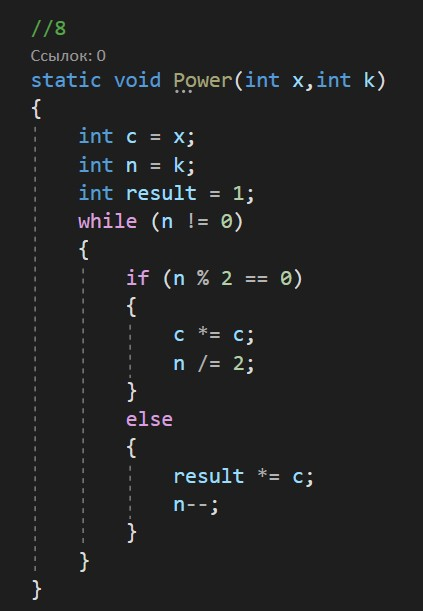 //8
Ссылок: 0
static void Power(int x,int k)
{
    int c = x;
    int n = k;
    int result = 1;
    while (n != 0)
    {
        if (n % 2 == 0)
        {
            c *= c;
            n /= 2;
        }
        else
        {
            result *= c;
            n--;
        }
    }
}